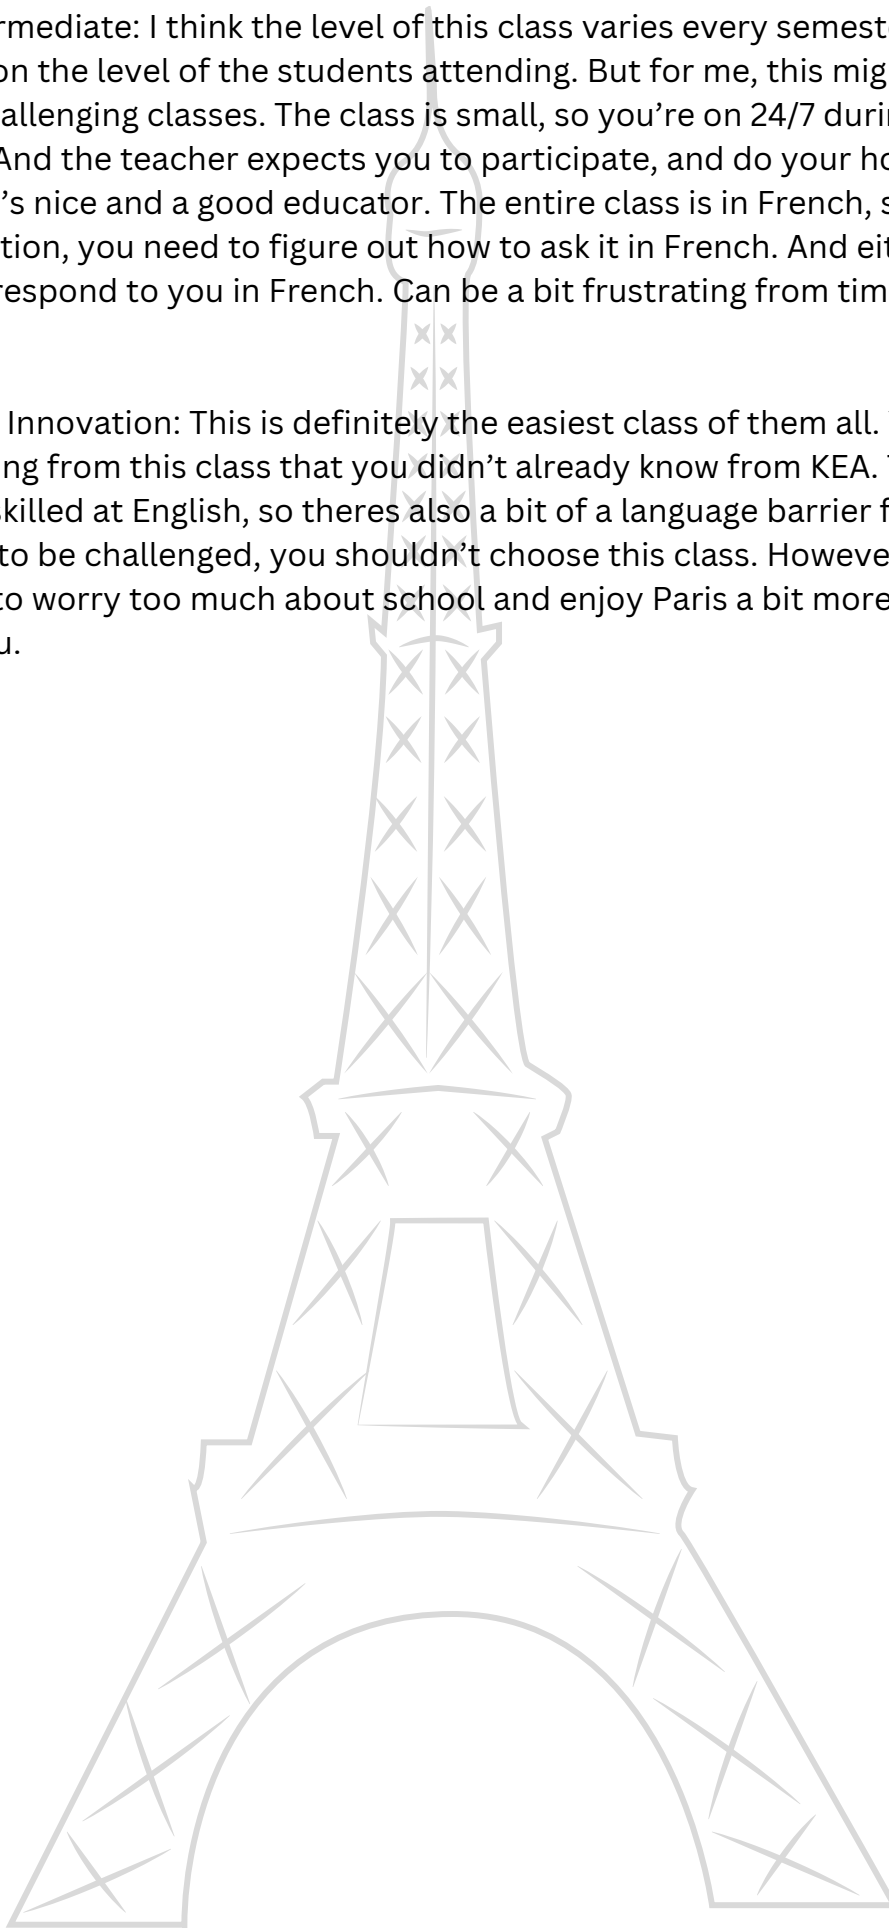 rmediate: I think the level of this class varies every semest
on the level of the students attending. But for me, this mig
allenging classes. The class is small, so you’re on 24/7 duri
And the teacher expects you to participate, and do your ho
’s nice and a good educator. The entire class is in French, s
tion, you need to figure out how to ask it in French. And eit
respond to you in French. Can be a bit frustrating from tim
Innovation: This is definitely the easiest class of them all.
ng from this class that you didn’t already know from KEA.
skilled at English, so theres also a bit of a language barrier f
to be challenged, you shouldn’t choose this class. Howeve
to worry too much about school and enjoy Paris a bit more
u.